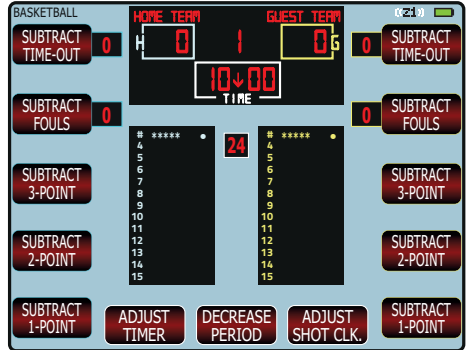 BASKETBALL
((zi))
HOME TEAM
GUEST TEAM
SUBTRACT
TIME-OUT
0
H
0
1
0
G
0
SUBTRACT
TIME-OUT
10↓00
TIME
SUBTRACT
FOULS
0
0
SUBTRACT
FOULS
# *****
4
5
6
7
8
9
10
11
12
13
14
15
24
# *****
4
5
6
7
8
9
10
11
12
13
14
15
SUBTRACT
3-POINT
SUBTRACT
3-POINT
SUBTRACT
2-POINT
SUBTRACT
2-POINT
SUBTRACT
1-POINT
ADJUST
TIMER
DECREASE
PERIOD
ADJUST
SHOT CLK.
SUBTRACT
1-POINT